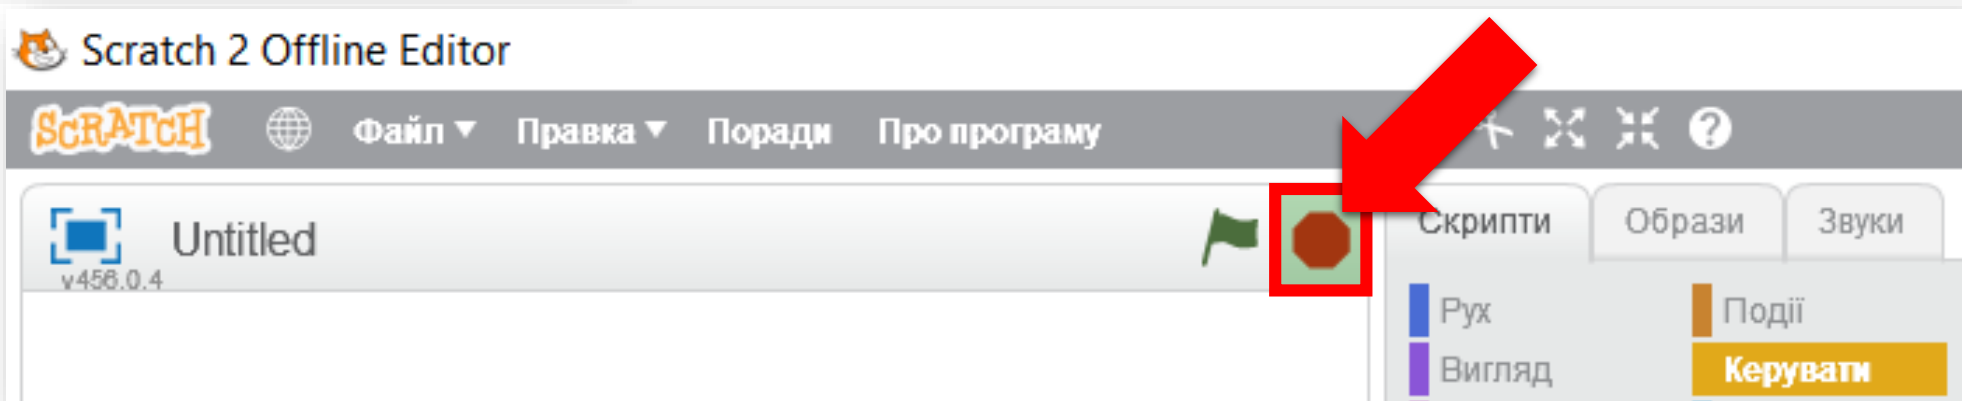 Scratch 2 Offline Editor
SCRATCH Файл Правка Поради Про програму
Untitled
v456.0.4
Скрипти Образи Звуки
Рух Події
Вигляд Керувати